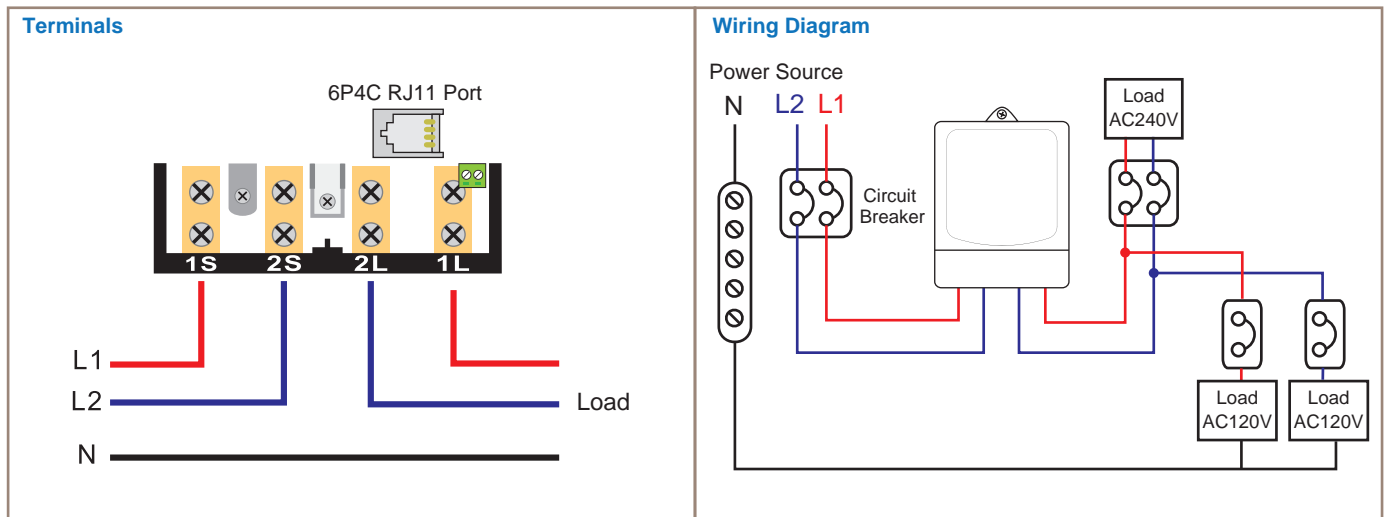 Terminals
6P4C RJ11 Port
1S 2S 2L 1L
L1
L2
Load
N
Wiring Diagram
Power Source
N L2 L1
Load
AC240V
Circuit
Breaker
Load
AC120V
Load
AC120V